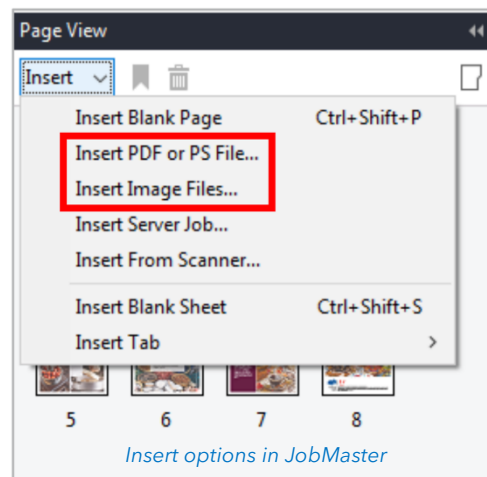 Page View
Insert
Insert Blank Page Ctrl+Shift+P
Insert PDF or PS File...
Insert Image Files...
Insert Server Job...
Insert From Scanner...
Insert Blank Sheet Ctrl+Shift+S
Insert Tab
5 6 7 8
Insert options in JobMaster